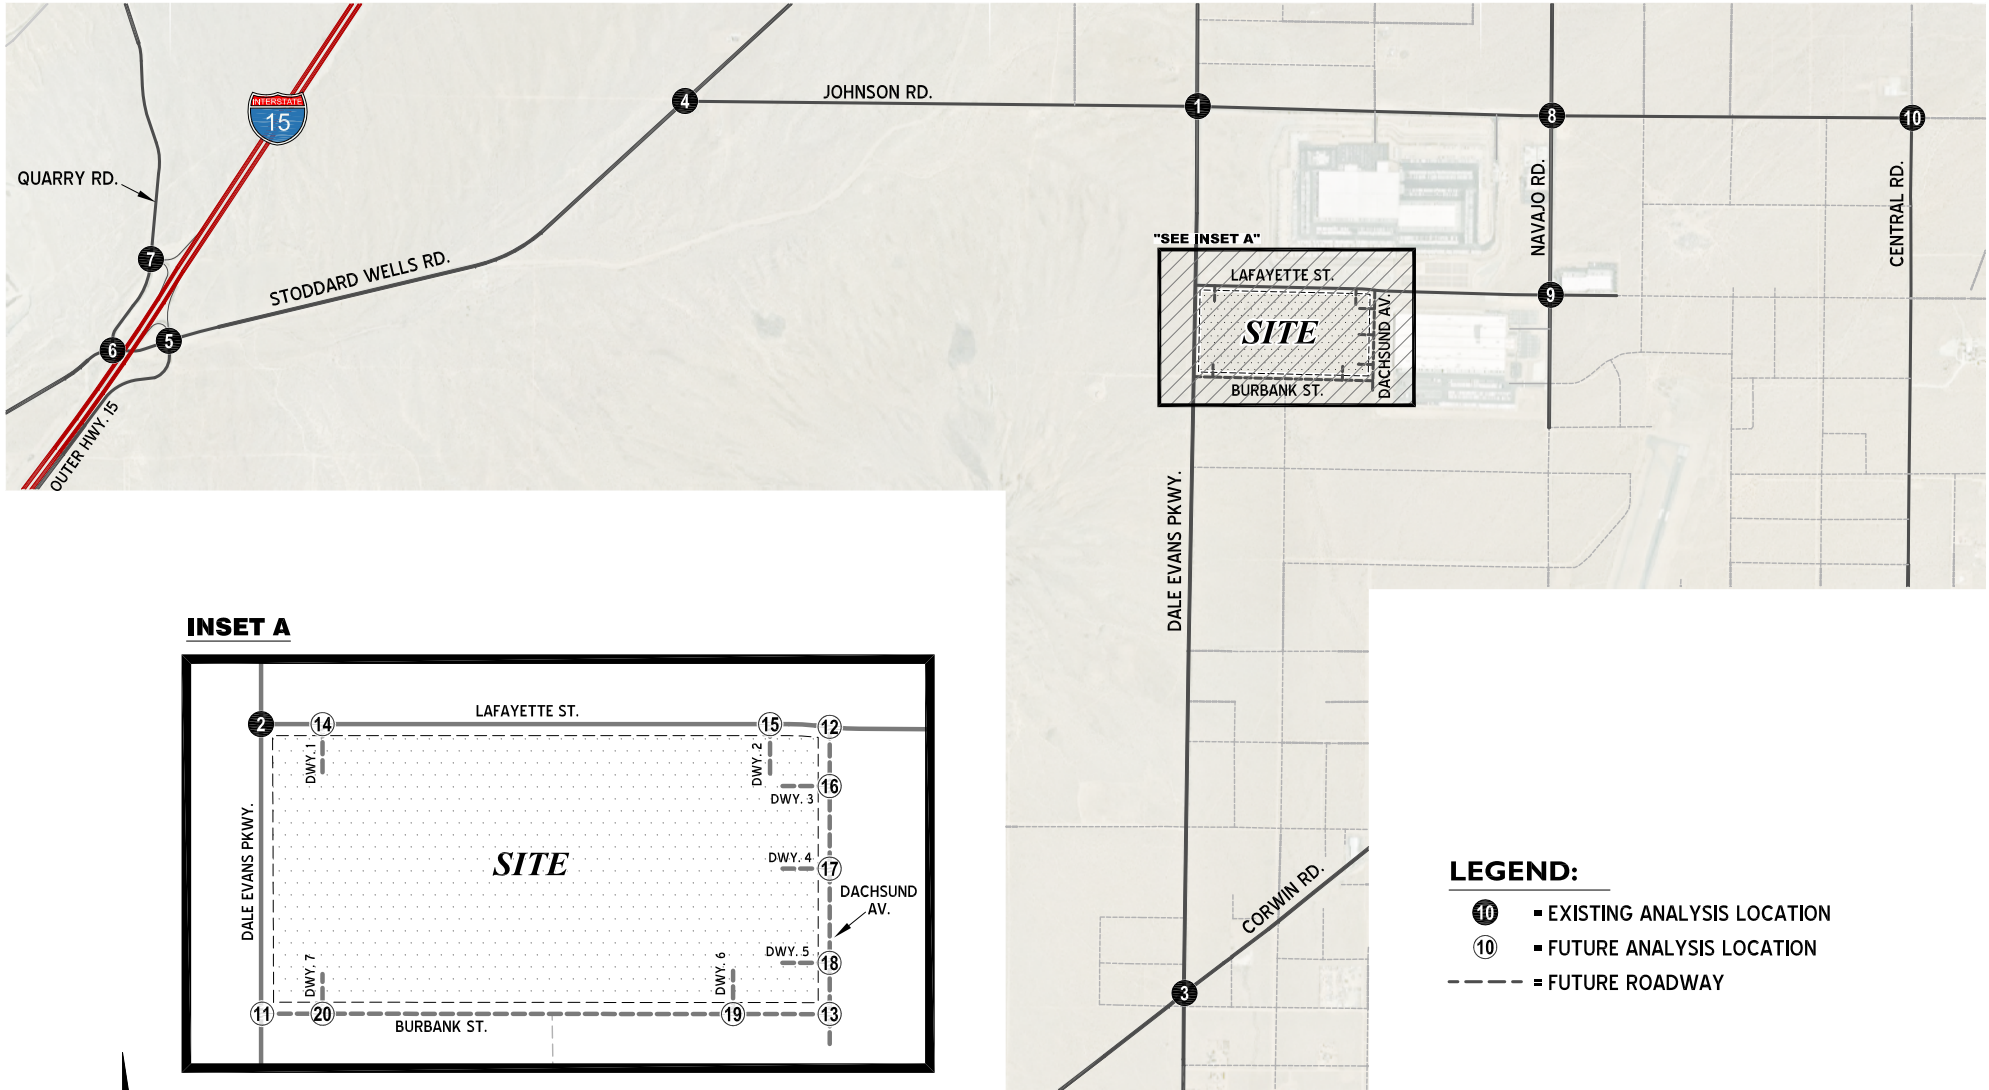 INTERSTATE
15
QUARRY RD.
7
6
5
STODDARD WELLS RD.
OUTER HWY. 15
4
JOHNSON RD.
1
8
10
NAVAJO RD.
CENTRAL RD.
"SEE INSET A"
LAFAYETTE ST.
9
SITE
DACHSUND AV.
BURBANK ST.
DALE EVANS PKWY.
CORWIN RD.
3
INSET A
2
14
LAFAYETTE ST.
15
12
DWY. 1
DWY. 2
16
DWY. 3
DALE EVANS PKWY.
SITE
DWY. 4
17
DACHSUND
AV.
DWY. 5
18
DWY. 7
DWY. 6
11
20
BURBANK ST.
19
13
LEGEND:
10 = EXISTING ANALYSIS LOCATION
10 = FUTURE ANALYSIS LOCATION
= FUTURE ROADWAY